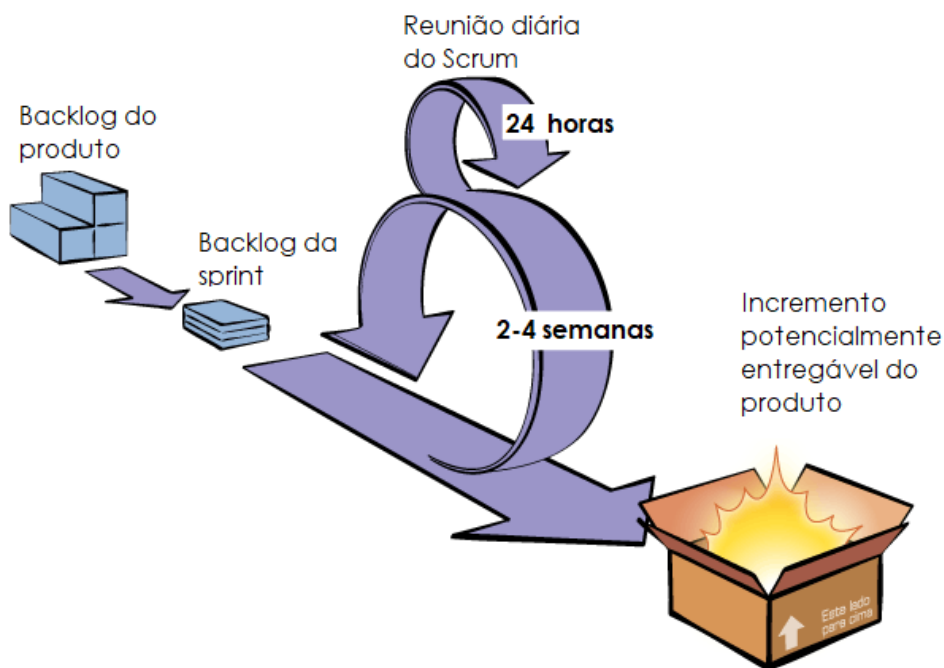 Reunião diária
do Scrum
24 horas
Backlog do
produto
Backlog da
sprint
2-4 semanas
Incremento
potencialmente
entregável do
produto
Este lado
para cima